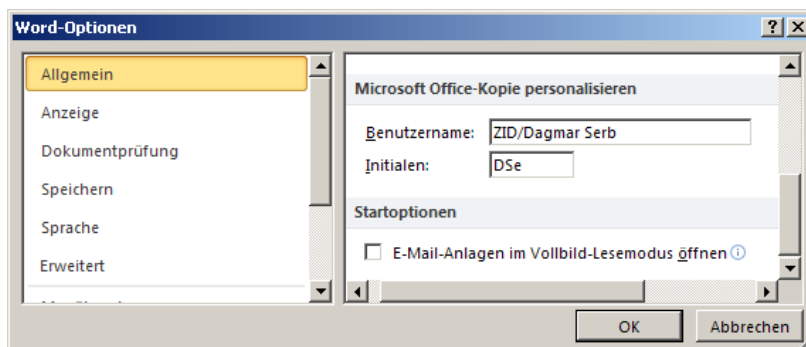 Word-Optionen
Allgemein
Anzeige
Dokumentprüfung
Speichern
Sprache
Erweitert
Microsoft Office-Kopie personalisieren
Benutzername: ZID/Dagmar Serb
Initialen: DSe
Startoptionen
E-Mail-Anlagen im Vollbild-Lesemodus öffnen
OK Abbrechen